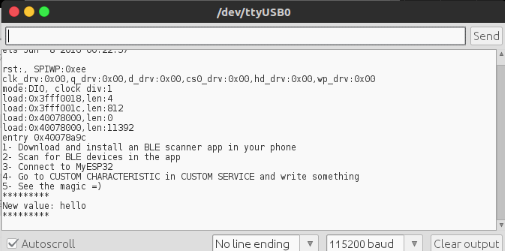 /dev/ttyUSB0
Send
ets Jun 8 2016 00:22:57
rst:, SPIWP:0xee
clk_drv:0x00,q_drv:0x00,d_drv:0x00,cs0_drv:0x00,hd_drv:0x00,wp_drv:0x00
mode:DIO, clock div:1
load:0x3fff0018,len:4
load:0x3fff001c,len:812
load:0x40078000,len:0
load:0x40078000,len:11392
entry 0x40078a9c
1- Download and install an BLE scanner app in your phone
2- Scan for BLE devices in the app
3- Connect to MyESP32
4- Go to CUSTOM CHARACTERISTIC in CUSTOM SERVICE and write something
5- See the magic =)
*********
New value: hello
*********
Autoscroll
No line ending
115200 baud
Clear output